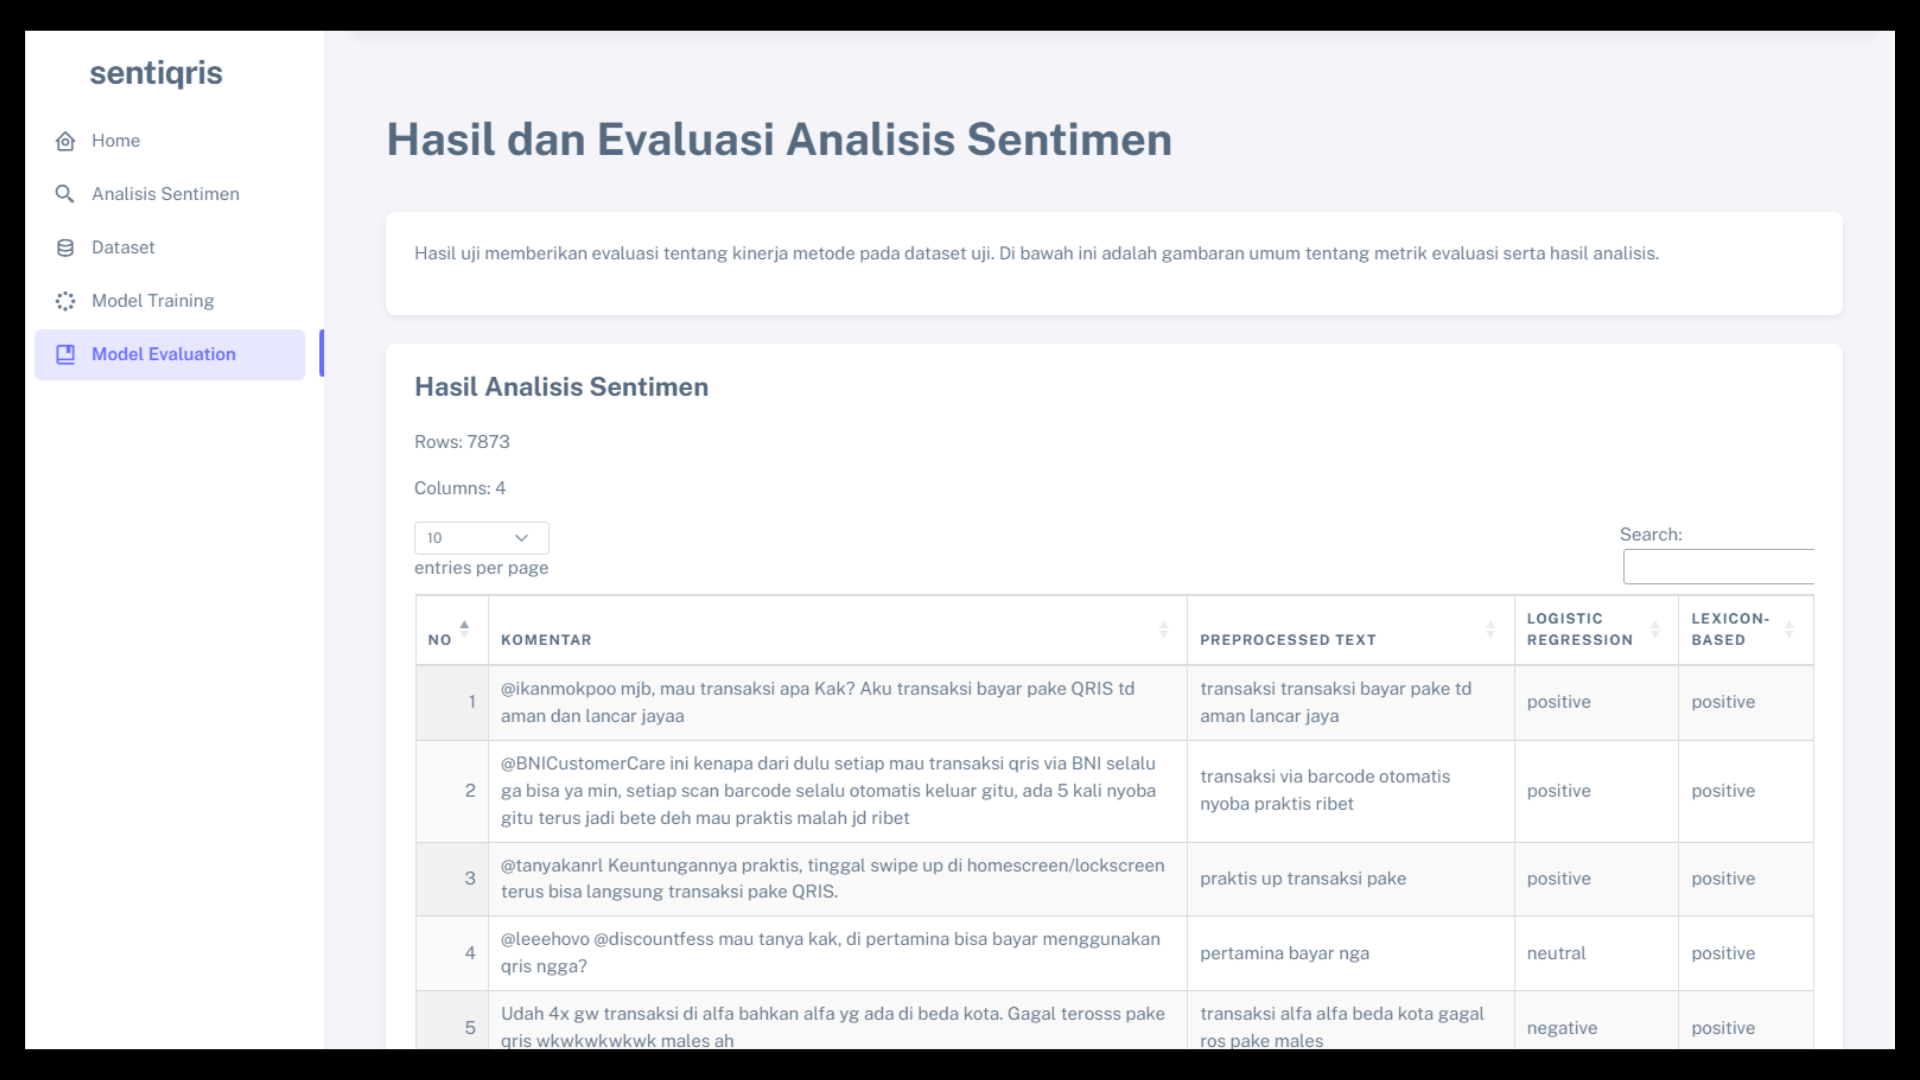 sentiqris
Home
Analisis Sentimen
Dataset
Model Training
Model Evaluation
Hasil dan Evaluasi Analisis Sentimen
Hasil uji memberikan evaluasi tentang kinerja metode pada dataset uji. Di bawah ini adalah gambaran umum tentang metrik evaluasi serta hasil analisis.
Hasil Analisis Sentimen
Rows: 7873
Columns: 4
10
entries per page
Search:
NO KOMENTAR PREPROCESSED TEXT LOGISTIC REGRESSION LEXICON-BASED
1
@ikanmokpoo mjb, mau transaksi apa Kak? Aku transaksi bayar pake QRIS td
aman dan lancar jayaa
transaksi transaksi bayar pake td
aman lancar jaya
positive
positive
2
@BNICustomerCare ini kenapa dari dulu setiap mau transaksi qris via BNI selalu
ga bisa ya min, setiap scan barcode selalu otomatis keluar gitu, ada 5 kali nyoba
gitu terus jadi bete deh mau praktis malah jd ribet
transaksi via barcode otomatis
nyoba praktis ribet
positive
positive
3
@tanyakanrl Keuntungannya praktis, tinggal swipe up di homescreen/lockscreen
terus bisa langsung transaksi pake QRIS.
praktis up transaksi pake
positive
positive
4
@leeehovo @discountfess mau tanya kak, di pertamina bisa bayar menggunakan
qris ngga?
pertamina bayar nga
neutral
positive
5
Udah 4x gw transaksi di alfa bahkan alfa yg ada di beda kota. Gagal terosss pake
qris wkwkwkwkwk males ah
transaksi alfa alfa beda kota gagal
ros pake males
negative
positive